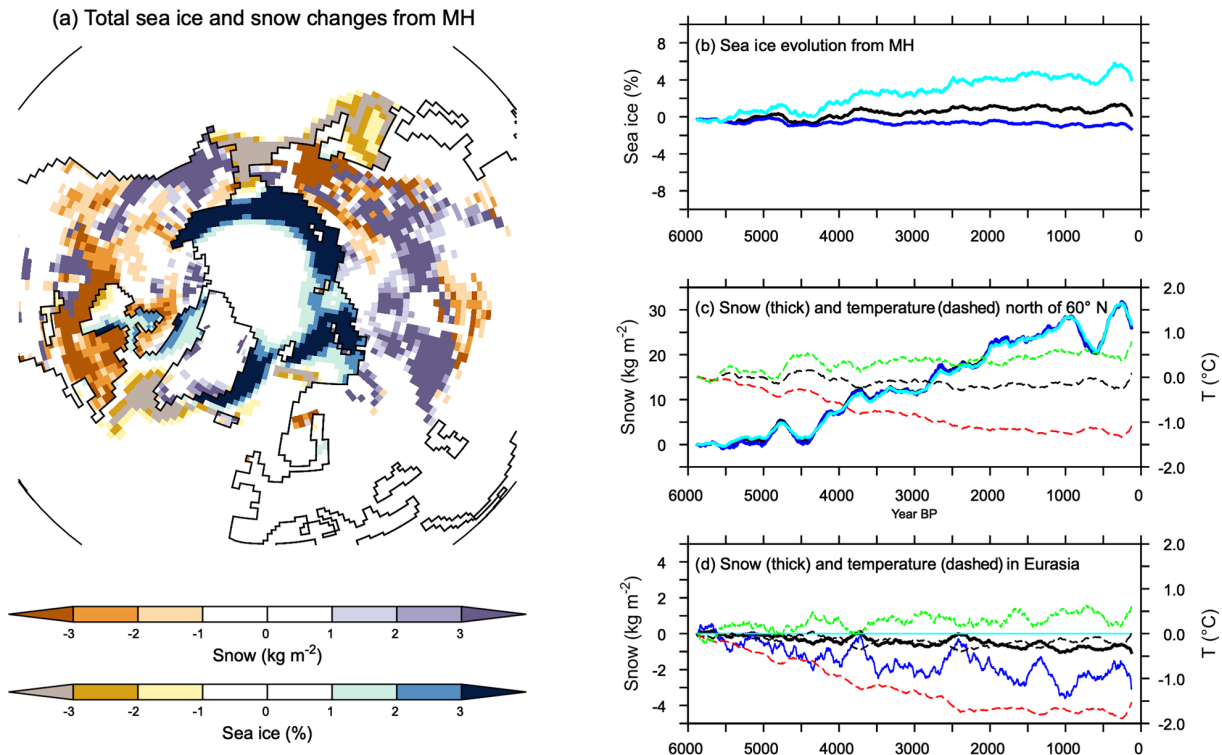 (a) Total sea ice and snow changes from MH
-3 -2 -1 0 1 2 3
Snow (kg m-2)
-3 -2 -1 0 1 2 3
Sea ice (%)
(b) Sea ice evolution from MH
Sea ice (%)
8
4
0
-4
-8
6000 5000 4000 3000 2000 1000 0
(c) Snow (thick) and temperature (dashed) north of 60° N
Snow (kg m-2)
30
20
10
0
2.0
1.0
0.0
-1.0
-2.0
T (°C)
6000 5000 4000 3000 2000 1000 0
Year BP
(d) Snow (thick) and temperature (dashed) in Eurasia
Snow (kg m-2)
4
2
0
-2
-4
2.0
1.0
0.0
-1.0
-2.0
T (°C)
6000 5000 4000 3000 2000 1000 0